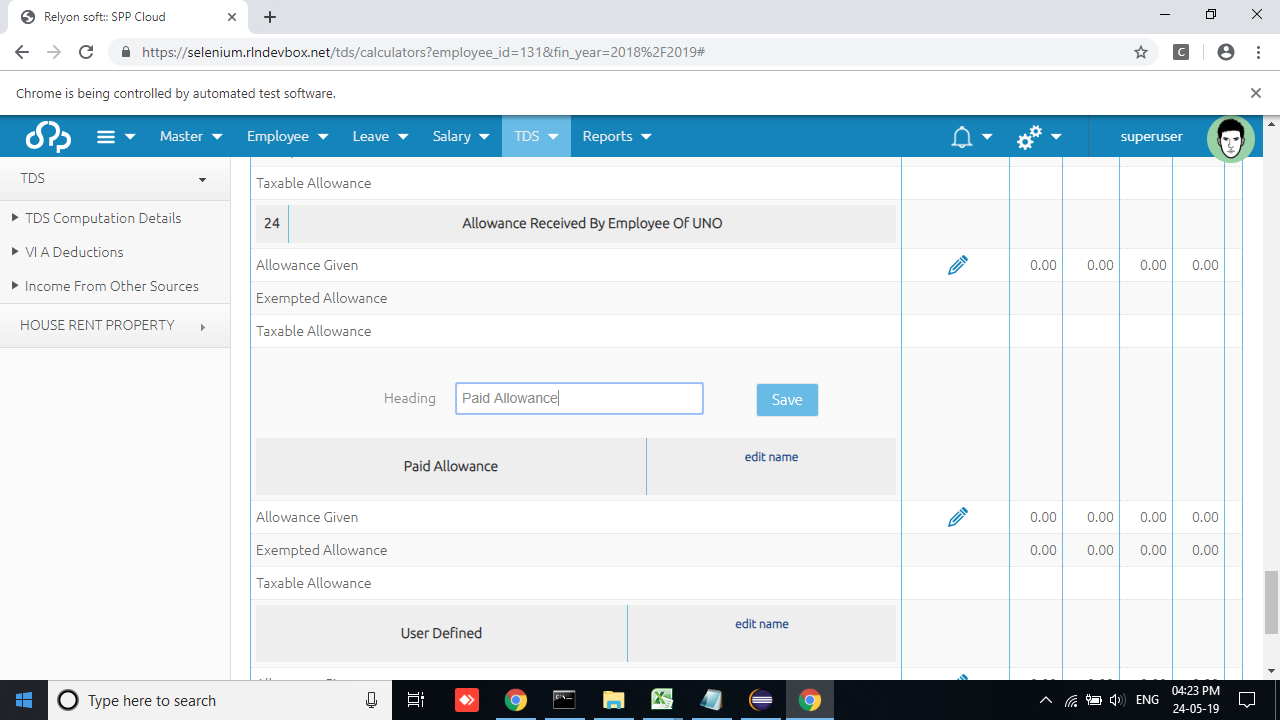 Relyon soft:: SPP Cloud
https://selenium.rlndevbox.net/tds/calculators?employee_id=131&fin_year=2018%2F2019#
C
Chrome is being controlled by automated test software.
Master Employee Leave Salary TDS Reports superuser
TDS
TDS Computation Details
VI A Deductions
Income From Other Sources
HOUSE RENT PROPERTY
Taxable Allowance
24 Allowance Received By Employee Of UNO
Allowance Given 0.00 0.00 0.00 0.00
Exempted Allowance
Taxable Allowance
Heading Paid Allowance Save
Paid Allowance edit name
Allowance Given 0.00 0.00 0.00 0.00
Exempted Allowance 0.00 0.00 0.00 0.00
Taxable Allowance
User Defined edit name
Type here to search
ENG
04:23 PM
24-05-19